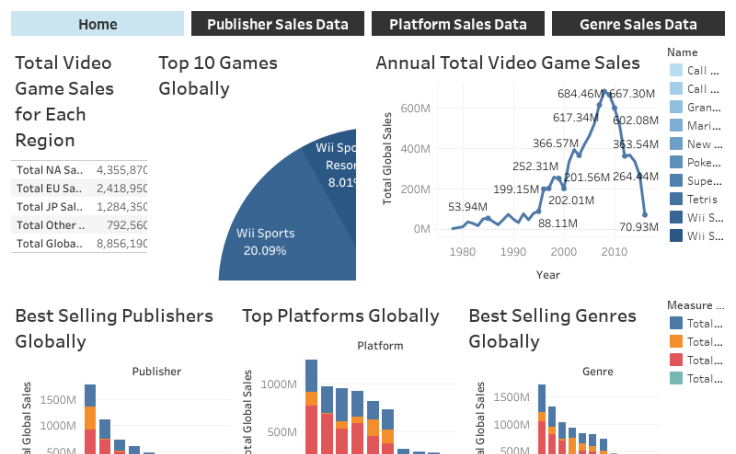 Home
Publisher Sales Data
Platform Sales Data
Genre Sales Data
Total Video
Game Sales
for Each
Region
Total NA Sa.. 4,355,870
Total EU Sa.. 2,418,950
Total JP Sal.. 1,284,350
Total Other .. 792,560
Total Globa.. 8,856,190
Top 10 Games
Globally
Wii Spo
Resor
8.01%
Wii Sports
20.09%
Annual Total Video Game Sales
Total Global Sales
600M
400M
200M
0M
684.46M
667.30M
617.34M
602.08M
366.57M
363.54M
252.31M
201.56M
264.44M
199.15M
202.01M
53.94M
88.11M
70.93M
1980
1990
2000
2010
Year
Name
Call ...
Call ...
Gran...
Mari...
New ...
Poke...
Supe...
Tetris
Wii S...
Wii S...
Best Selling Publishers
Globally
Publisher
Total Global Sales
1500M
1000M
500M
Top Platforms Globally
Platform
Total Global Sales
1000M
500M
Best Selling Genres
Globally
Genre
Total Global Sales
1500M
1000M
500M
Measure ...
Total...
Total...
Total...
Total...